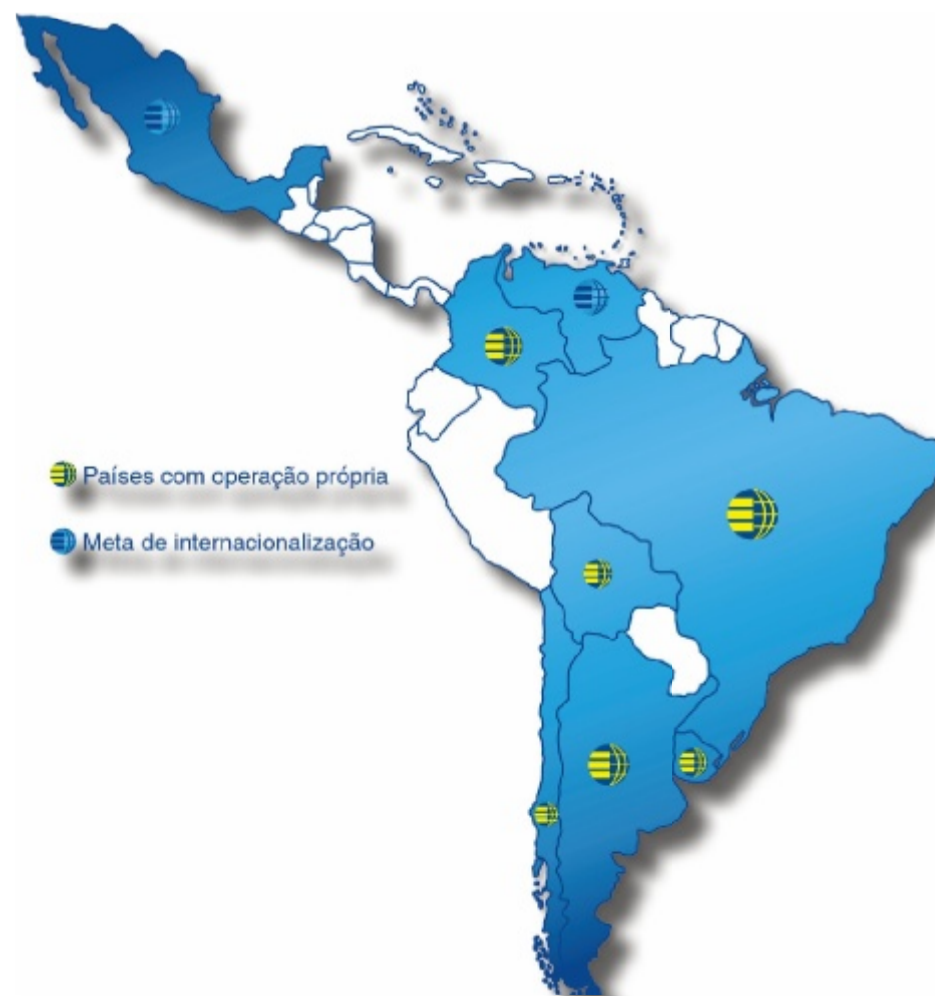 Países com operação própria
Meta de internacionalização